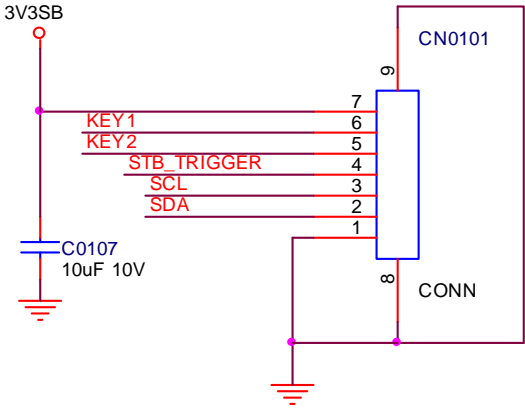 3V3SB
CN0101
9
7
KEY1
6
KEY2
5
STB_TRIGGER
4
SCL
3
SDA
2
1
C0107
10uF 10V
8
CONN